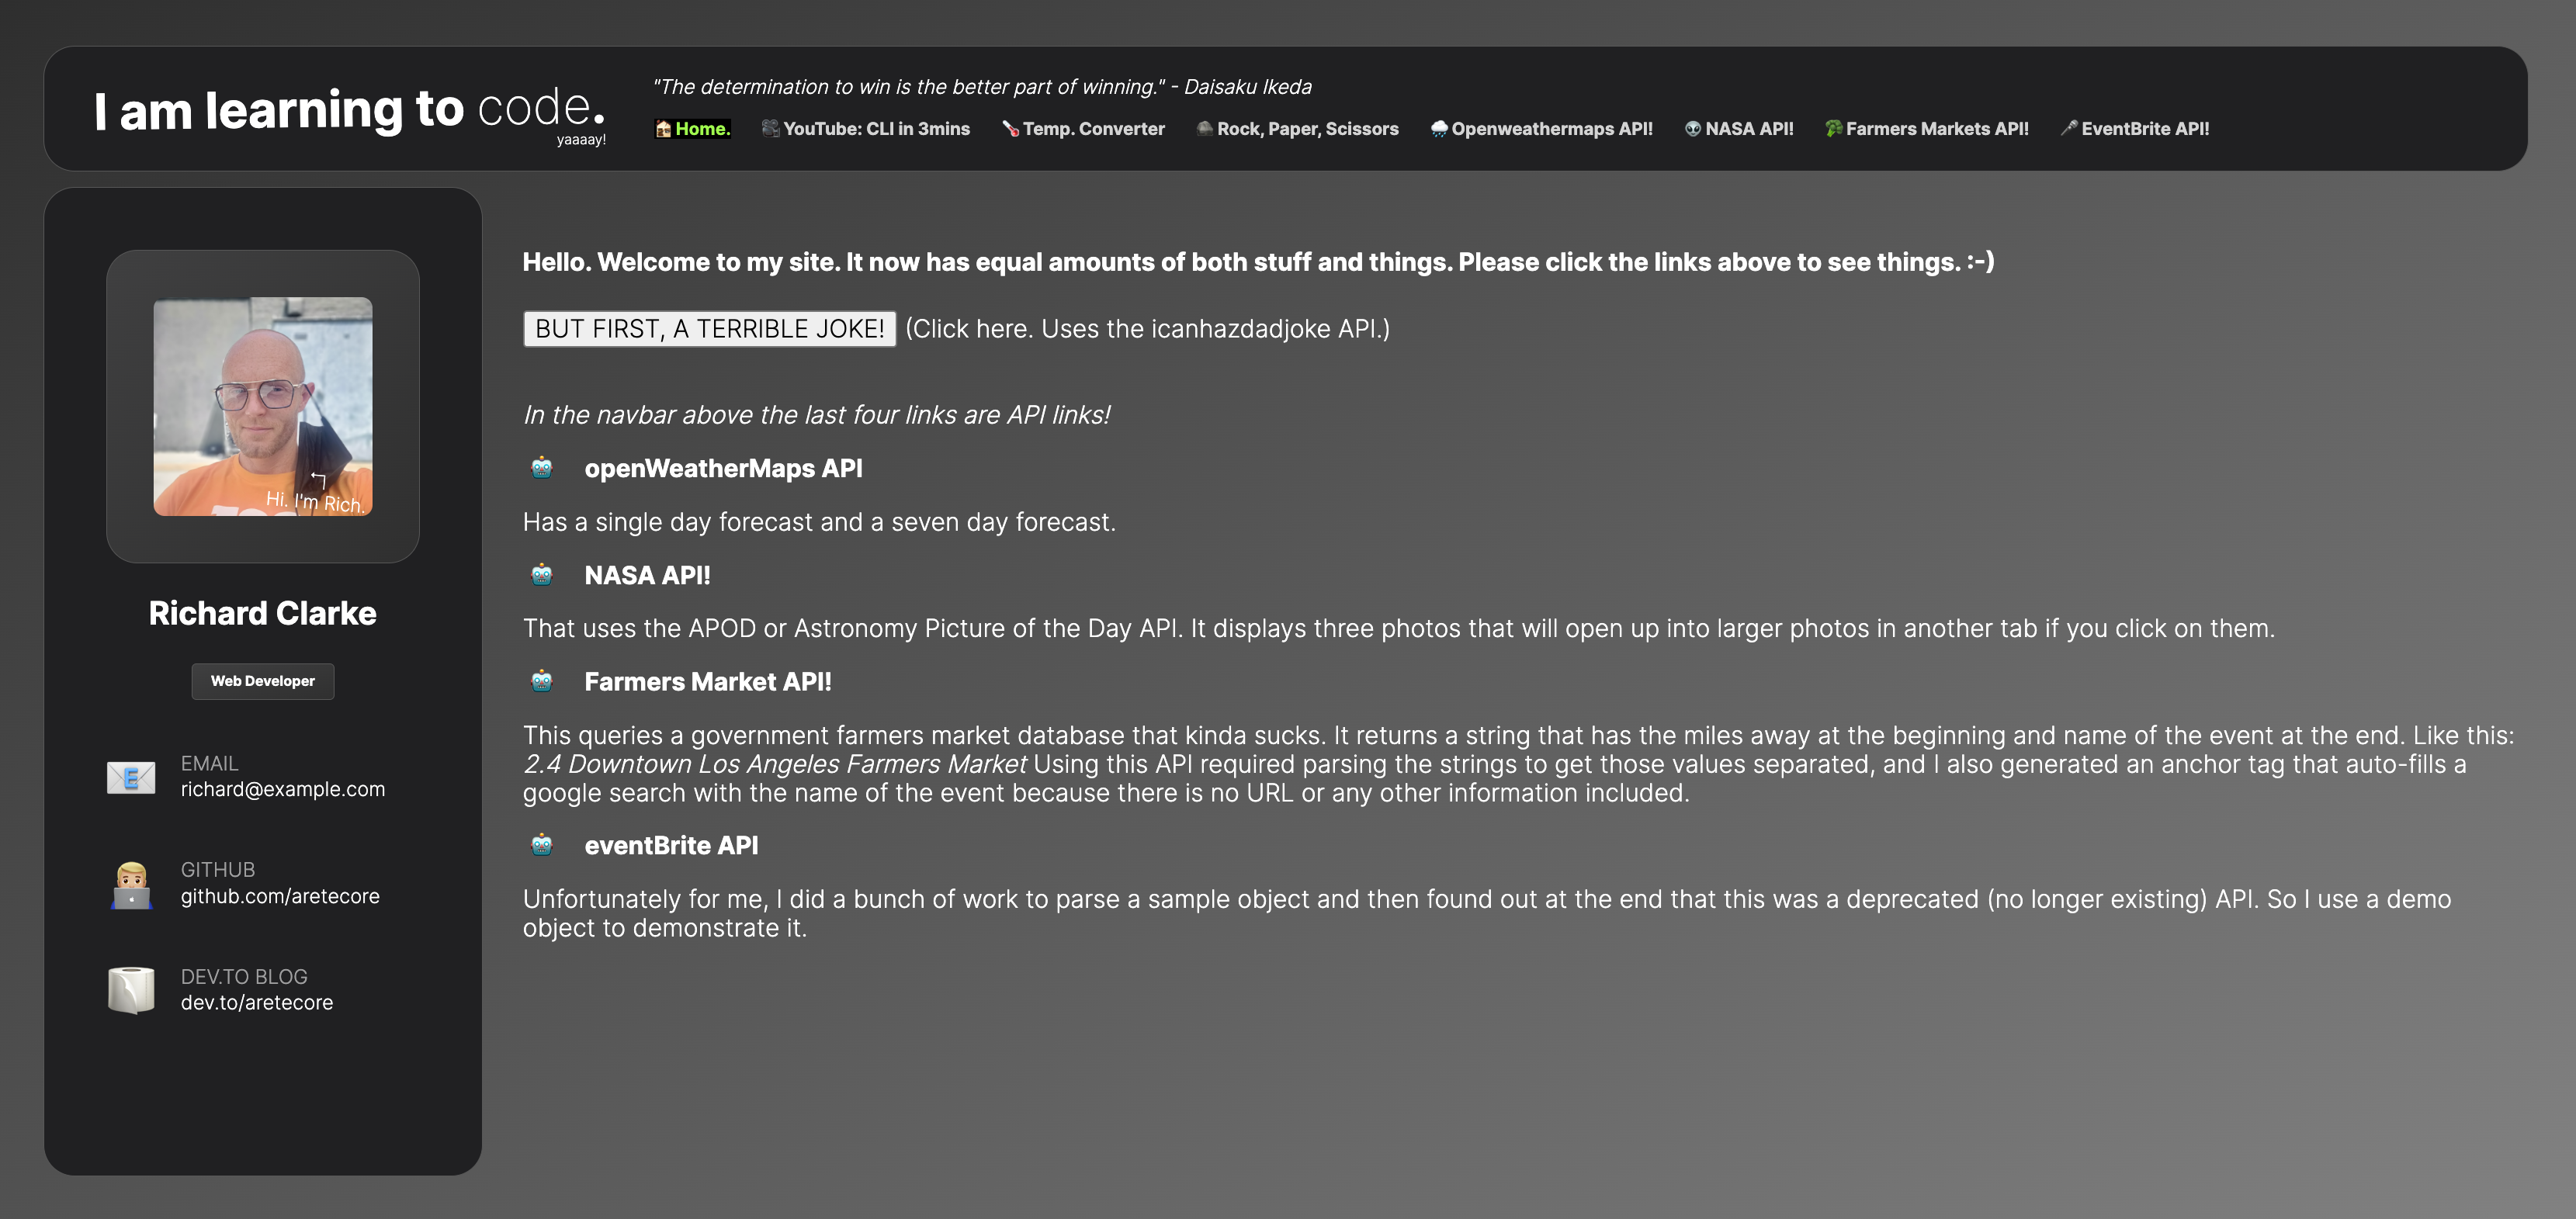 I am learning to code.
yaaaay!
"The determination to win is the better part of winning." - Daisaku Ikeda
Home. YouTube: CLI in 3mins Temp. Converter Rock, Paper, Scissors Openweathermaps API! NASA API! Farmers Markets API! EventBrite API!
Hi. I'm Rich.
Richard Clarke
Web Developer
EMAIL
richard@example.com
GITHUB
github.com/aretecore
DEV.TO BLOG
dev.to/aretecore
Hello. Welcome to my site. It now has equal amounts of both stuff and things. Please click the links above to see things. :-)
BUT FIRST, A TERRIBLE JOKE! (Click here. Uses the icanhazdadjoke API.)
In the navbar above the last four links are API links!
openWeatherMaps API
Has a single day forecast and a seven day forecast.
NASA API!
That uses the APOD or Astronomy Picture of the Day API. It displays three photos that will open up into larger photos in another tab if you click on them.
Farmers Market API!
This queries a government farmers market database that kinda sucks. It returns a string that has the miles away at the beginning and name of the event at the end. Like this:
2.4 Downtown Los Angeles Farmers Market Using this API required parsing the strings to get those values separated, and I also generated an anchor tag that auto-fills a
google search with the name of the event because there is no URL or any other information included.
eventBrite API
Unfortunately for me, I did a bunch of work to parse a sample object and then found out at the end that this was a deprecated (no longer existing) API. So I use a demo
object to demonstrate it.